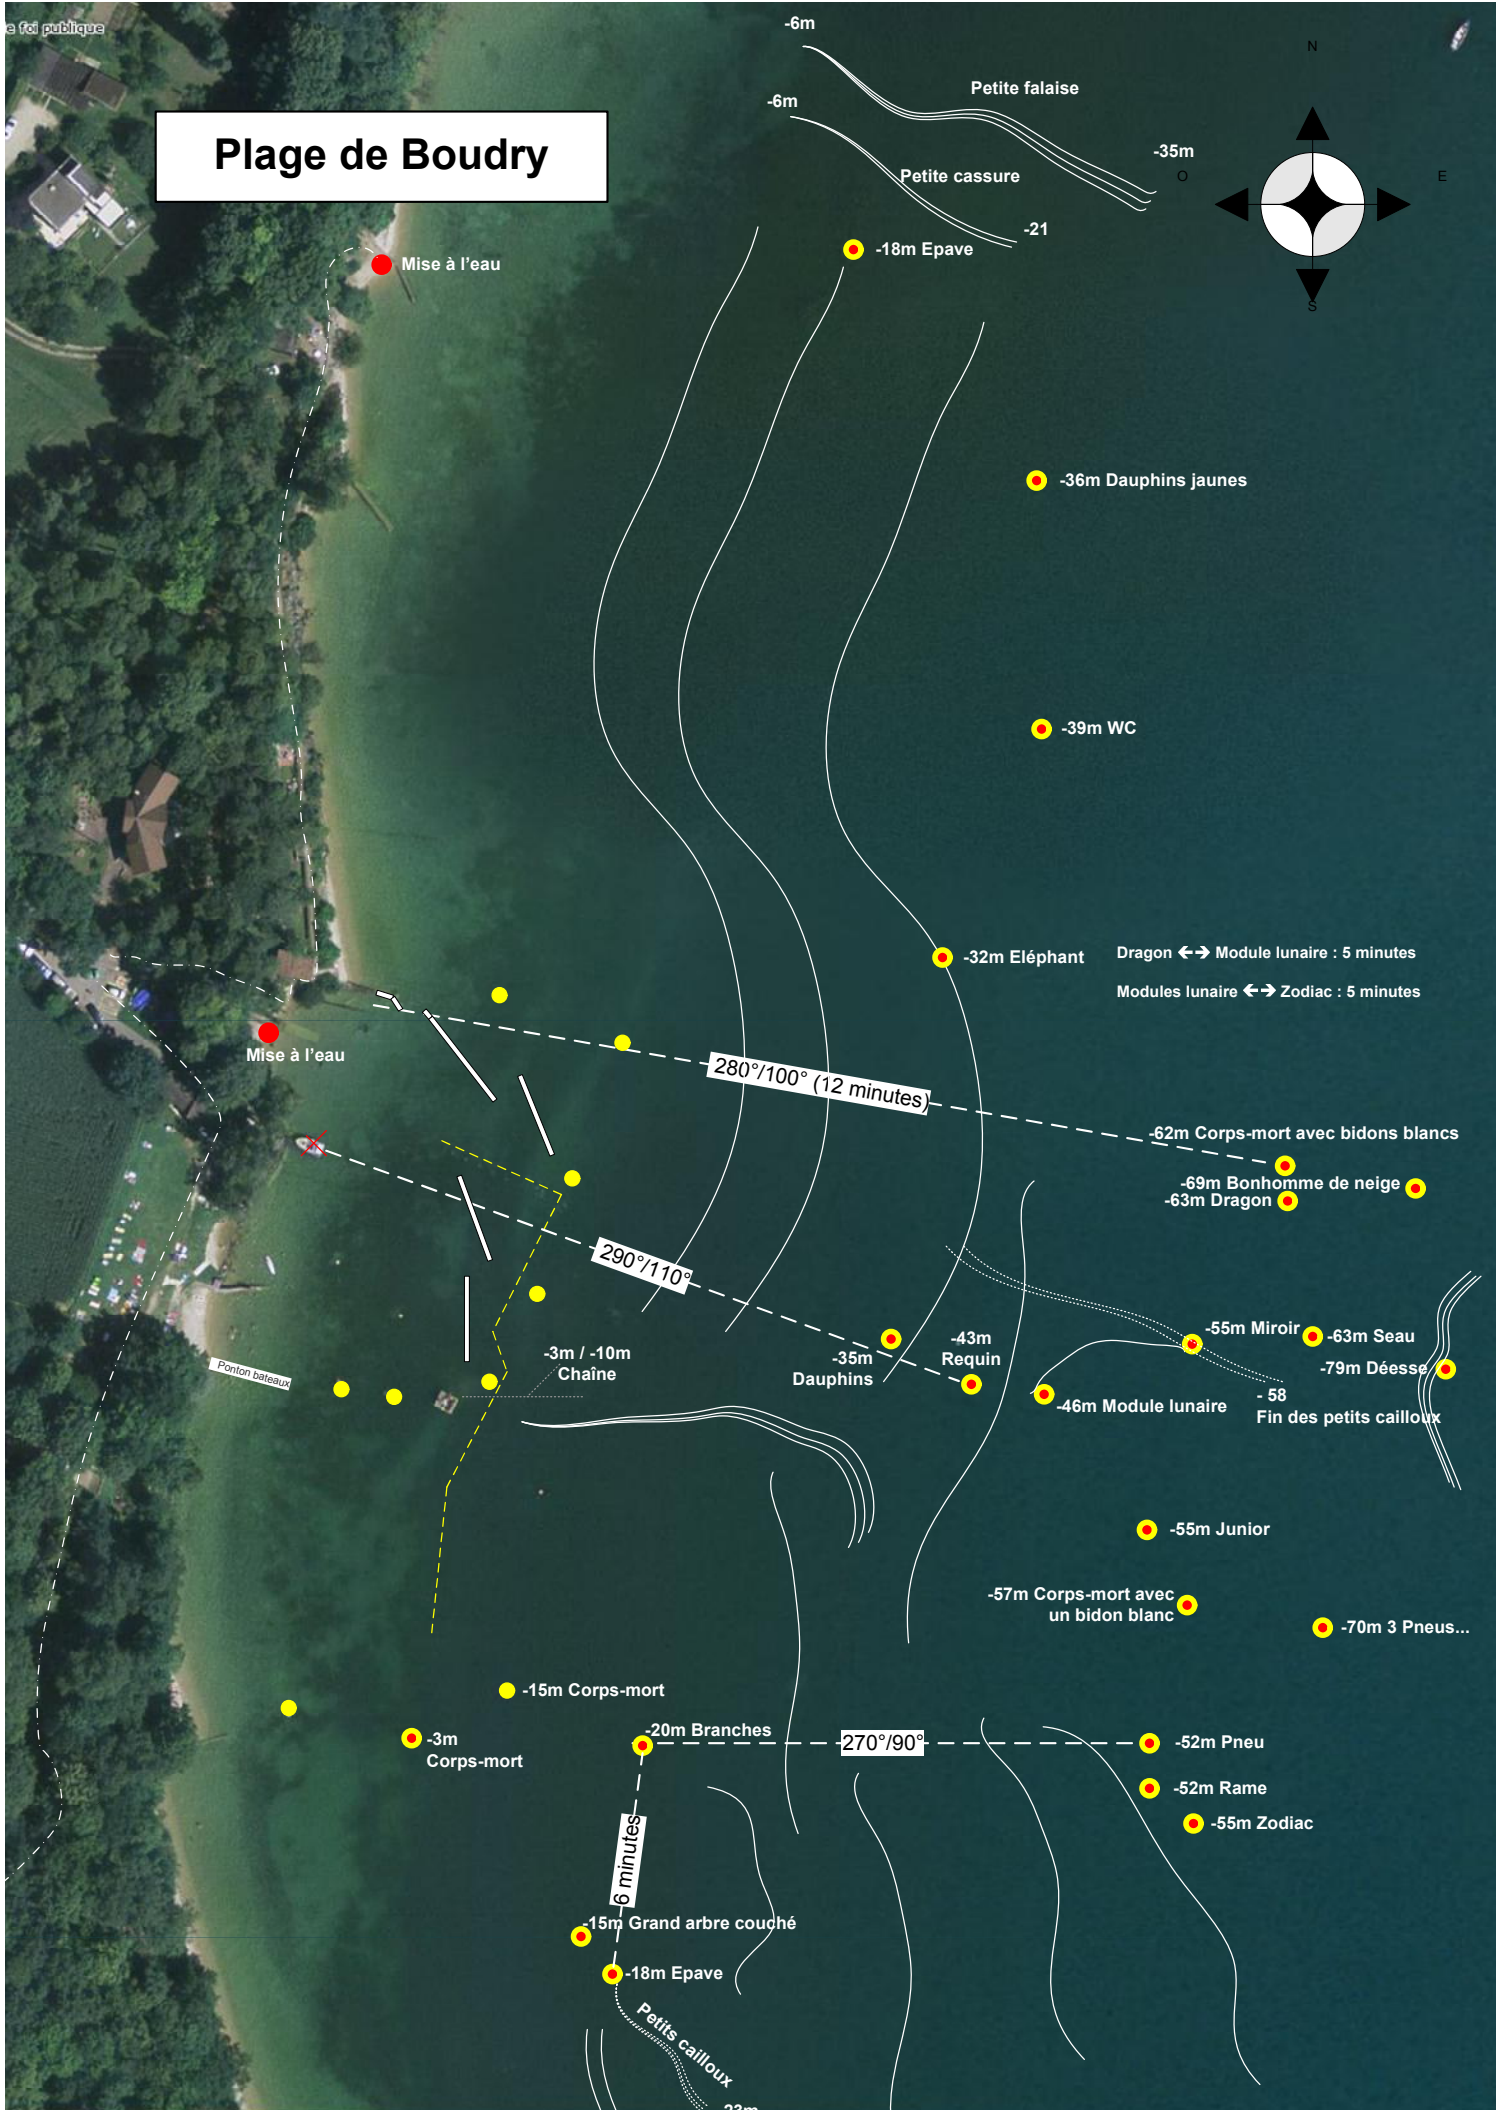 e foi publique
-6m
N
Petite falaise
-6m
Plage de Boudry
-35m
O
E
Petite cassure
-21
-18m Epave
Mise à l'eau
S
-36m Dauphins jaunes
-39m WC
-32m Eléphant
Dragon ←→ Module lunaire : 5 minutes
Modules lunaire ←→ Zodiac : 5 minutes
Mise à l'eau
280°/100° (12 minutes)
-62m Corps-mort avec bidons blancs
-69m Bonhomme de neige
-63m Dragon
290°/110°
-55m Miroir
-63m Seau
-43m
Requin
-3m / -10m
Chaîne
-35m
Dauphins
-79m Déesse
Ponton bateaux
-46m Module lunaire
- 58
Fin des petits cailloux
-55m Junior
-57m Corps-mort avec
un bidon blanc
-70m 3 Pneus...
-15m Corps-mort
-3m
Corps-mort
-20m Branches
270°/90°
-52m Pneu
-52m Rame
-55m Zodiac
6 minutes
-15m Grand arbre couché
-18m Epave
Petits cailloux
-23m